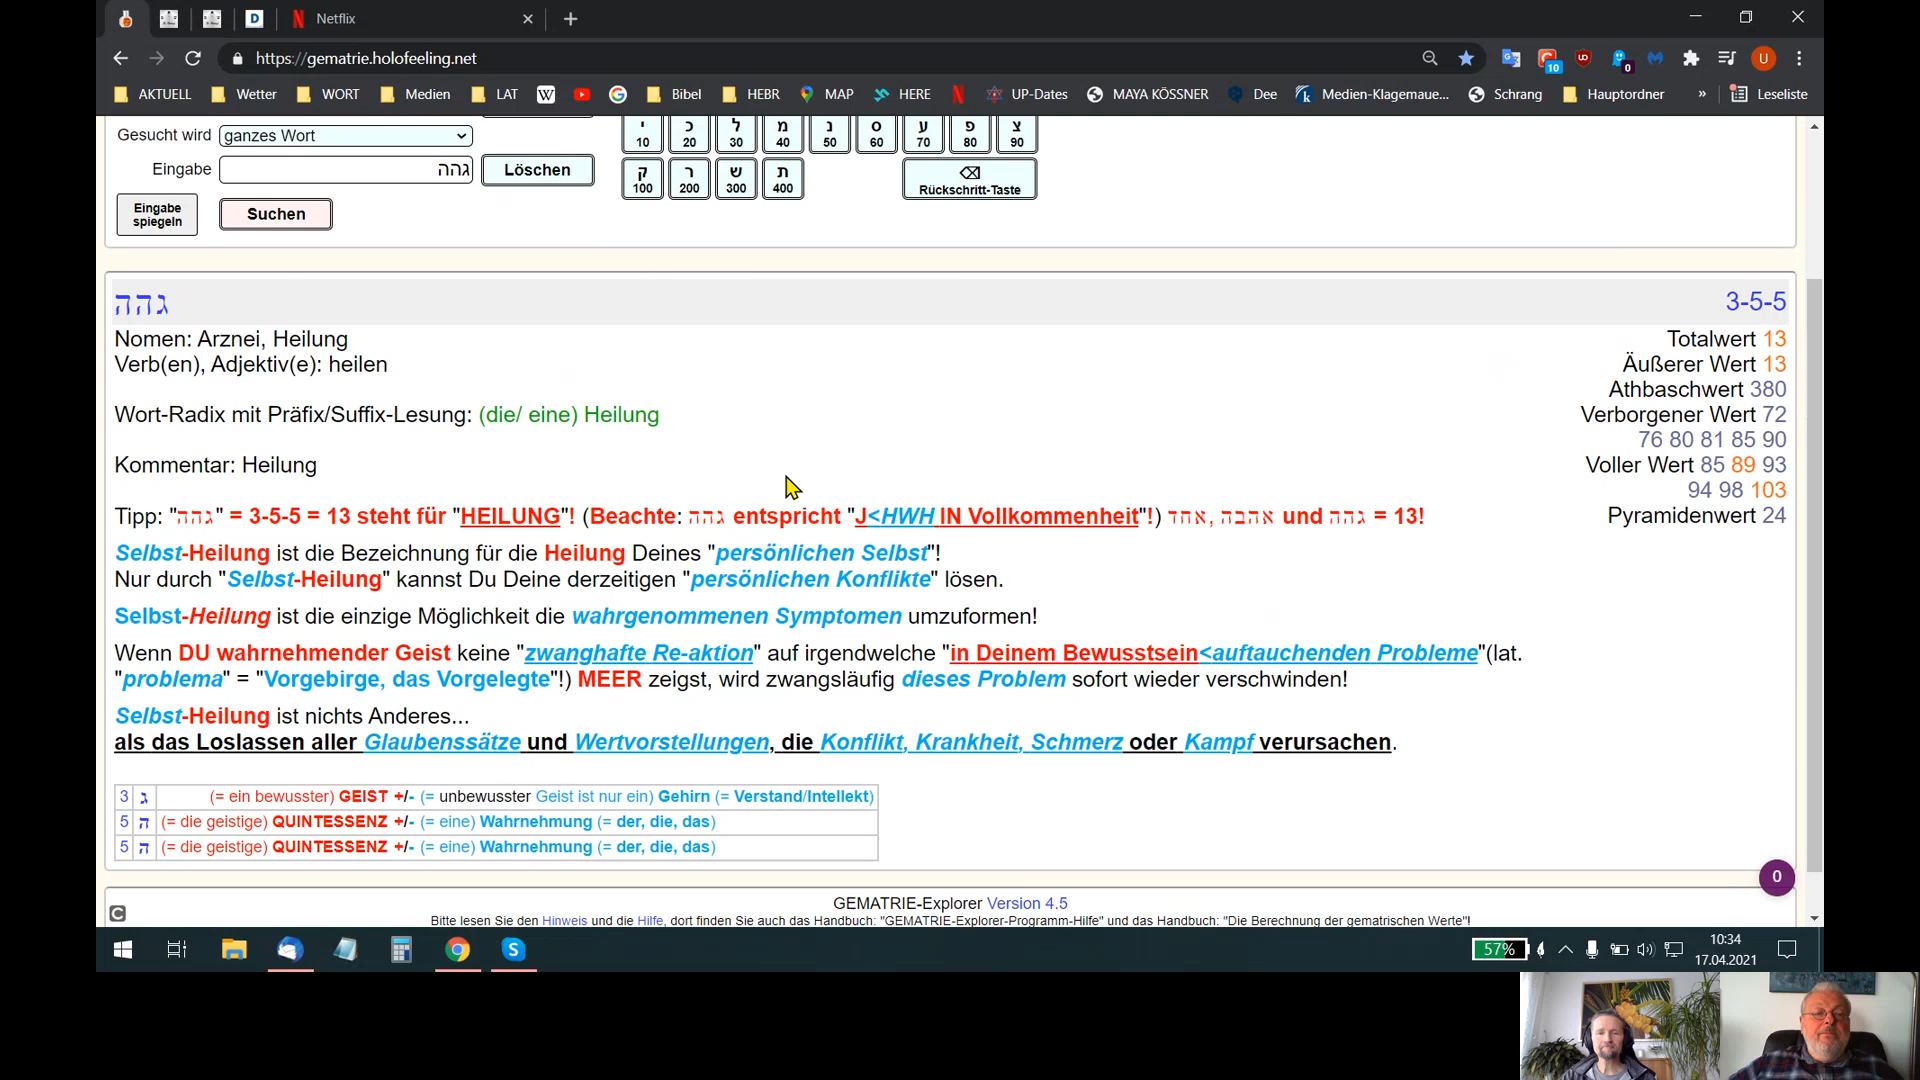 Netflix
https://gematrie.holofeeling.net
10
0
U
AKTUELL Wetter WORT Medien LAT W Bibel HEBR MAP HERE UP-Dates MAYA KÖSSNER Dee Medien-Klagemaue... Schrang Hauptordner » Leseliste
Gesucht wird ganzes Wort
Eingabe גהה Löschen
Eingabe spiegeln
Suchen
י כ ל מ נ ס ע פ צ
10 20 30 40 50 60 70 80 90
ק ר ש ת
100 200 300 400 Rückschritt-Taste
גהה 3-5-5
Nomen: Arznei, Heilung Totalwert 13
Verb(en), Adjektiv(e): heilen Äußerer Wert 13
Athbaschwert 380
Wort-Radix mit Präfix/Suffix-Lesung: (die/ eine) Heilung Verborgener Wert 72
76 80 81 85 90
Kommentar: Heilung Voller Wert 85 89 93
94 98 103
Tipp: "גהה" = 3-5-5 = 13 steht für "HEILUNG"! (Beachte: גהה entspricht "J<HWH IN Vollkommenheit"!) אהבה ,אחד und גהה = 13! Pyramidenwert 24
Selbst-Heilung ist die Bezeichnung für die Heilung Deines "persönlichen Selbst"!
Nur durch "Selbst-Heilung" kannst Du Deine derzeitigen "persönlichen Konflikte" lösen.
Selbst-Heilung ist die einzige Möglichkeit die wahrgenommenen Symptomen umzuformen!
Wenn DU wahrnehmender Geist keine "zwanghafte Re-aktion" auf irgendwelche "in Deinem Bewusstsein<auftauchenden Probleme"(lat.
"problema" = "Vorgebirge, das Vorgelegte"!) MEER zeigst, wird zwangsläufig dieses Problem sofort wieder verschwinden!
Selbst-Heilung ist nichts Anderes...
als das Loslassen aller Glaubenssätze und Wertvorstellungen, die Konflikt, Krankheit, Schmerz oder Kampf verursachen.
3 ג (= ein bewusster) GEIST +/- (= unbewusster Geist ist nur ein) Gehirn (= Verstand/Intellekt)
5 ה (= die geistige) QUINTESSENZ +/- (= eine) Wahrnehmung (= der, die, das)
5 ה (= die geistige) QUINTESSENZ +/- (= eine) Wahrnehmung (= der, die, das)
0
GEMATRIE-Explorer Version 4.5
Bitte lesen Sie den Hinweis und die Hilfe, dort finden Sie auch das Handbuch: "GEMATRIE-Explorer-Programm-Hilfe" und das Handbuch: "Die Berechnung der gematrischen Werte"!
57% 10:34
17.04.2021